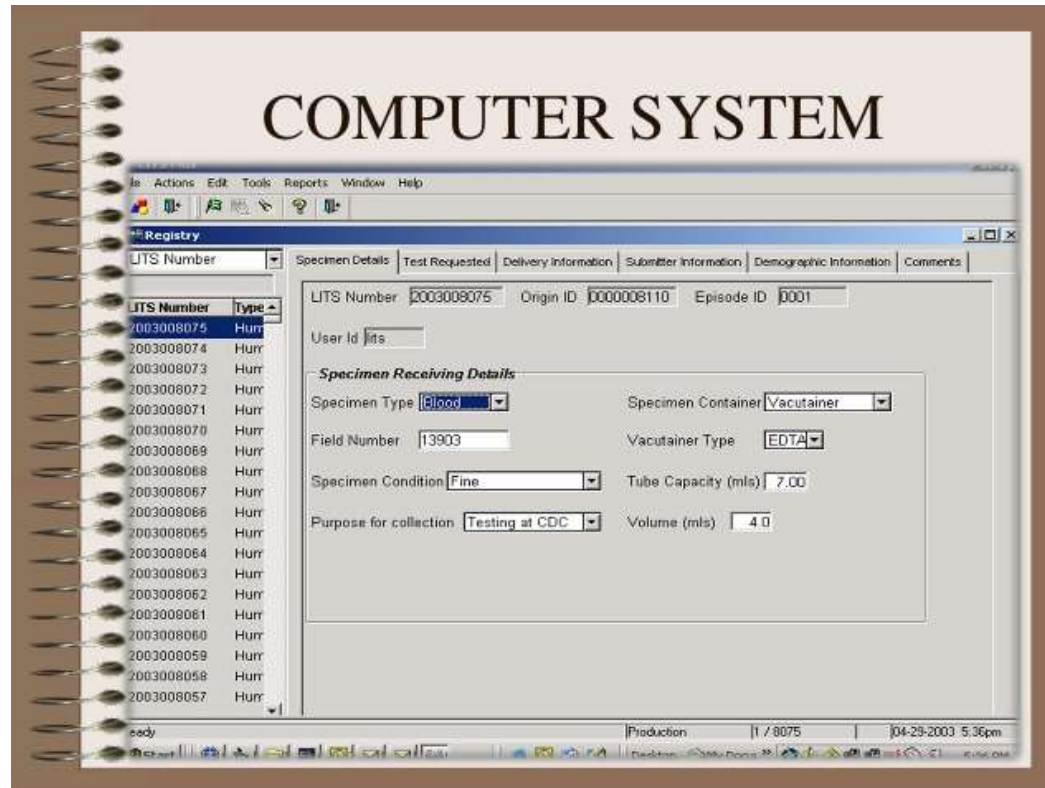 COMPUTER SYSTEM
Actions Edit Tools Reports Window Help
Registry
LITS Number
Specimen Details Test Requested Delivery Information Submitter Information Demographic Information Comments
LITS Number 2003008075 Origin ID 0000008110 Episode ID 0001
LITS Number Type
2003008075 Hum
User Id lits
2003008074 Hum
2003008073 Hum
Specimen Receiving Details
2003008072 Hum
Specimen Type Blood Specimen Container Vacutainer
2003008071 Hum
2003008070 Hum
Field Number 13903 Vacutainer Type EDTA
2003008069 Hum
2003008068 Hum
Specimen Condition Fine Tube Capacity (mls) 7.00
2003008067 Hum
2003008066 Hum
Purpose for collection Testing at CDC Volume (mls) 4.0
2003008065 Hum
2003008064 Hum
2003008063 Hum
2003008062 Hum
2003008061 Hum
2003008060 Hum
2003008059 Hum
2003008058 Hum
2003008057 Hum
Production 1 / 8075 04-29-2003 5:36pm